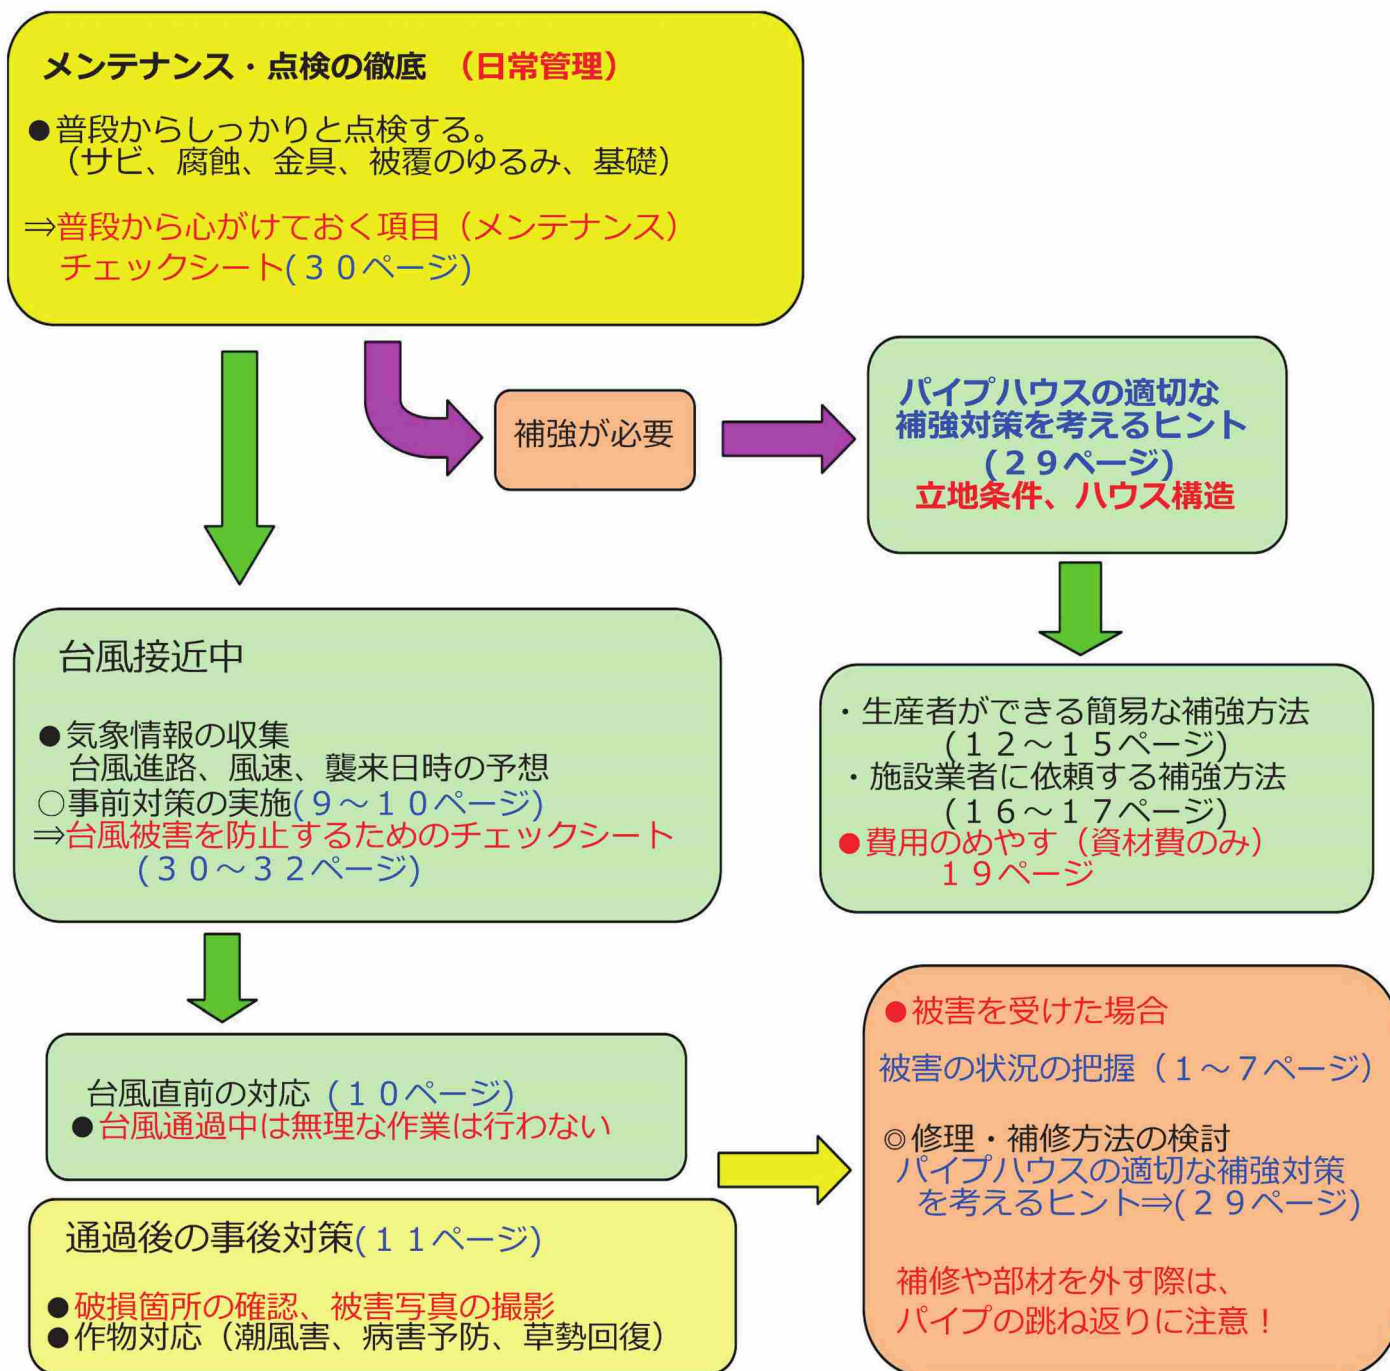 メンテナンス・点検の徹底 （日常管理）
●普段からしっかりと点検する。
（サビ、腐蝕、金具、被覆のゆるみ、基礎）
⇒普段から心がけておく項目（メンテナンス）
チェックシート(３０ページ)
補強が必要
パイプハウスの適切な
補強対策を考えるヒント
(２９ページ)
立地条件、ハウス構造
台風接近中
●気象情報の収集
台風進路、風速、襲来日時の予想
○事前対策の実施(９～１０ページ)
⇒台風被害を防止するためのチェックシート
(３０～３２ページ)
・生産者ができる簡易な補強方法
(１２～１５ページ)
・施設業者に依頼する補強方法
(１６～１７ページ)
●費用のめやす（資材費のみ）
１９ページ
台風直前の対応 (１０ページ)
●台風通過中は無理な作業は行わない
通過後の事後対策(１１ページ)
●破損箇所の確認、被害写真の撮影
●作物対応（潮風害、病害予防、草勢回復）
●被害を受けた場合
被害の状況の把握（１～７ページ）
◎修理・補修方法の検討
パイプハウスの適切な補強対策
を考えるヒント⇒(２９ページ)
補修や部材を外す際は、
パイプの跳ね返りに注意！